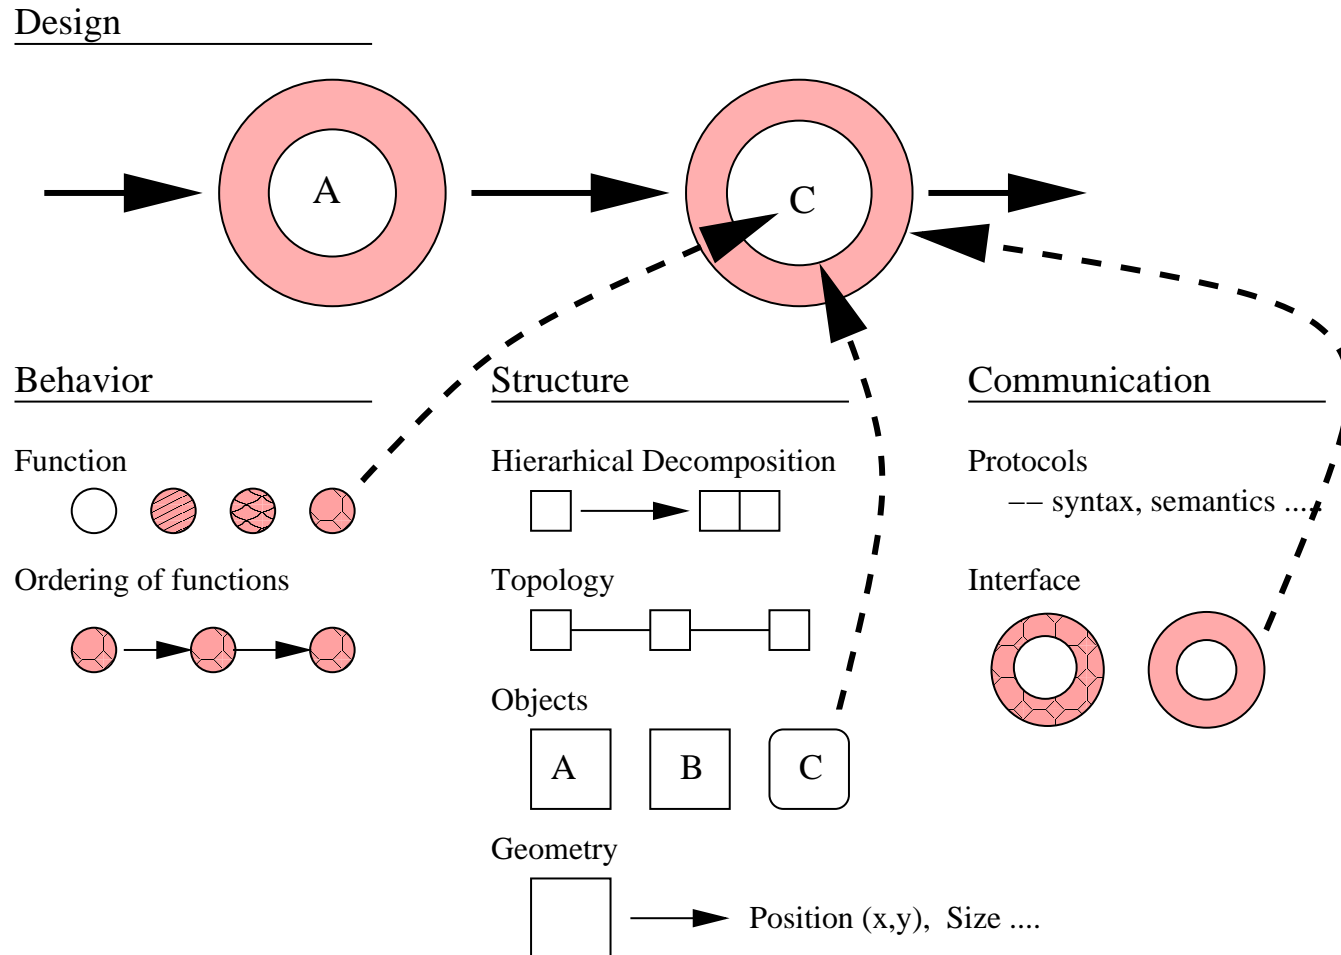 Design
A
C
Behavior
Structure
Communication
Function
Hierarhical Decomposition
Protocols
−− syntax, semantics ....
Ordering of functions
Topology
Interface
Objects
A
B
C
Geometry
Position (x,y),  Size ....